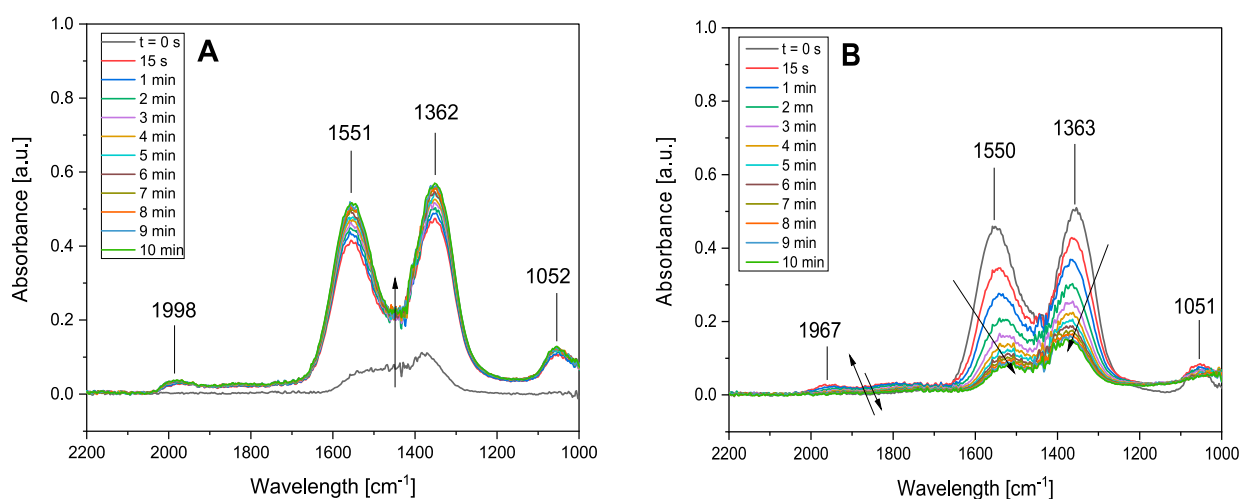 A
t = 0 s
15 s
1 min
2 min
3 min
4 min
5 min
6 min
7 min
8 min
9 min
10 min
1998
1551
1362
1052
Absorbance [a.u.]
1.0
0.8
0.6
0.4
0.2
0.0
2200 2000 1800 1600 1400 1200 1000
Wavelength [cm-1]
B
t = 0 s
15 s
1 min
2 mn
3 min
4 min
5 min
6 min
7 min
8 min
9 min
10 min
1967
1550
1363
1051
Absorbance [a.u.]
1.0
0.8
0.6
0.4
0.2
0.0
2200 2000 1800 1600 1400 1200 1000
Wavelength [cm-1]